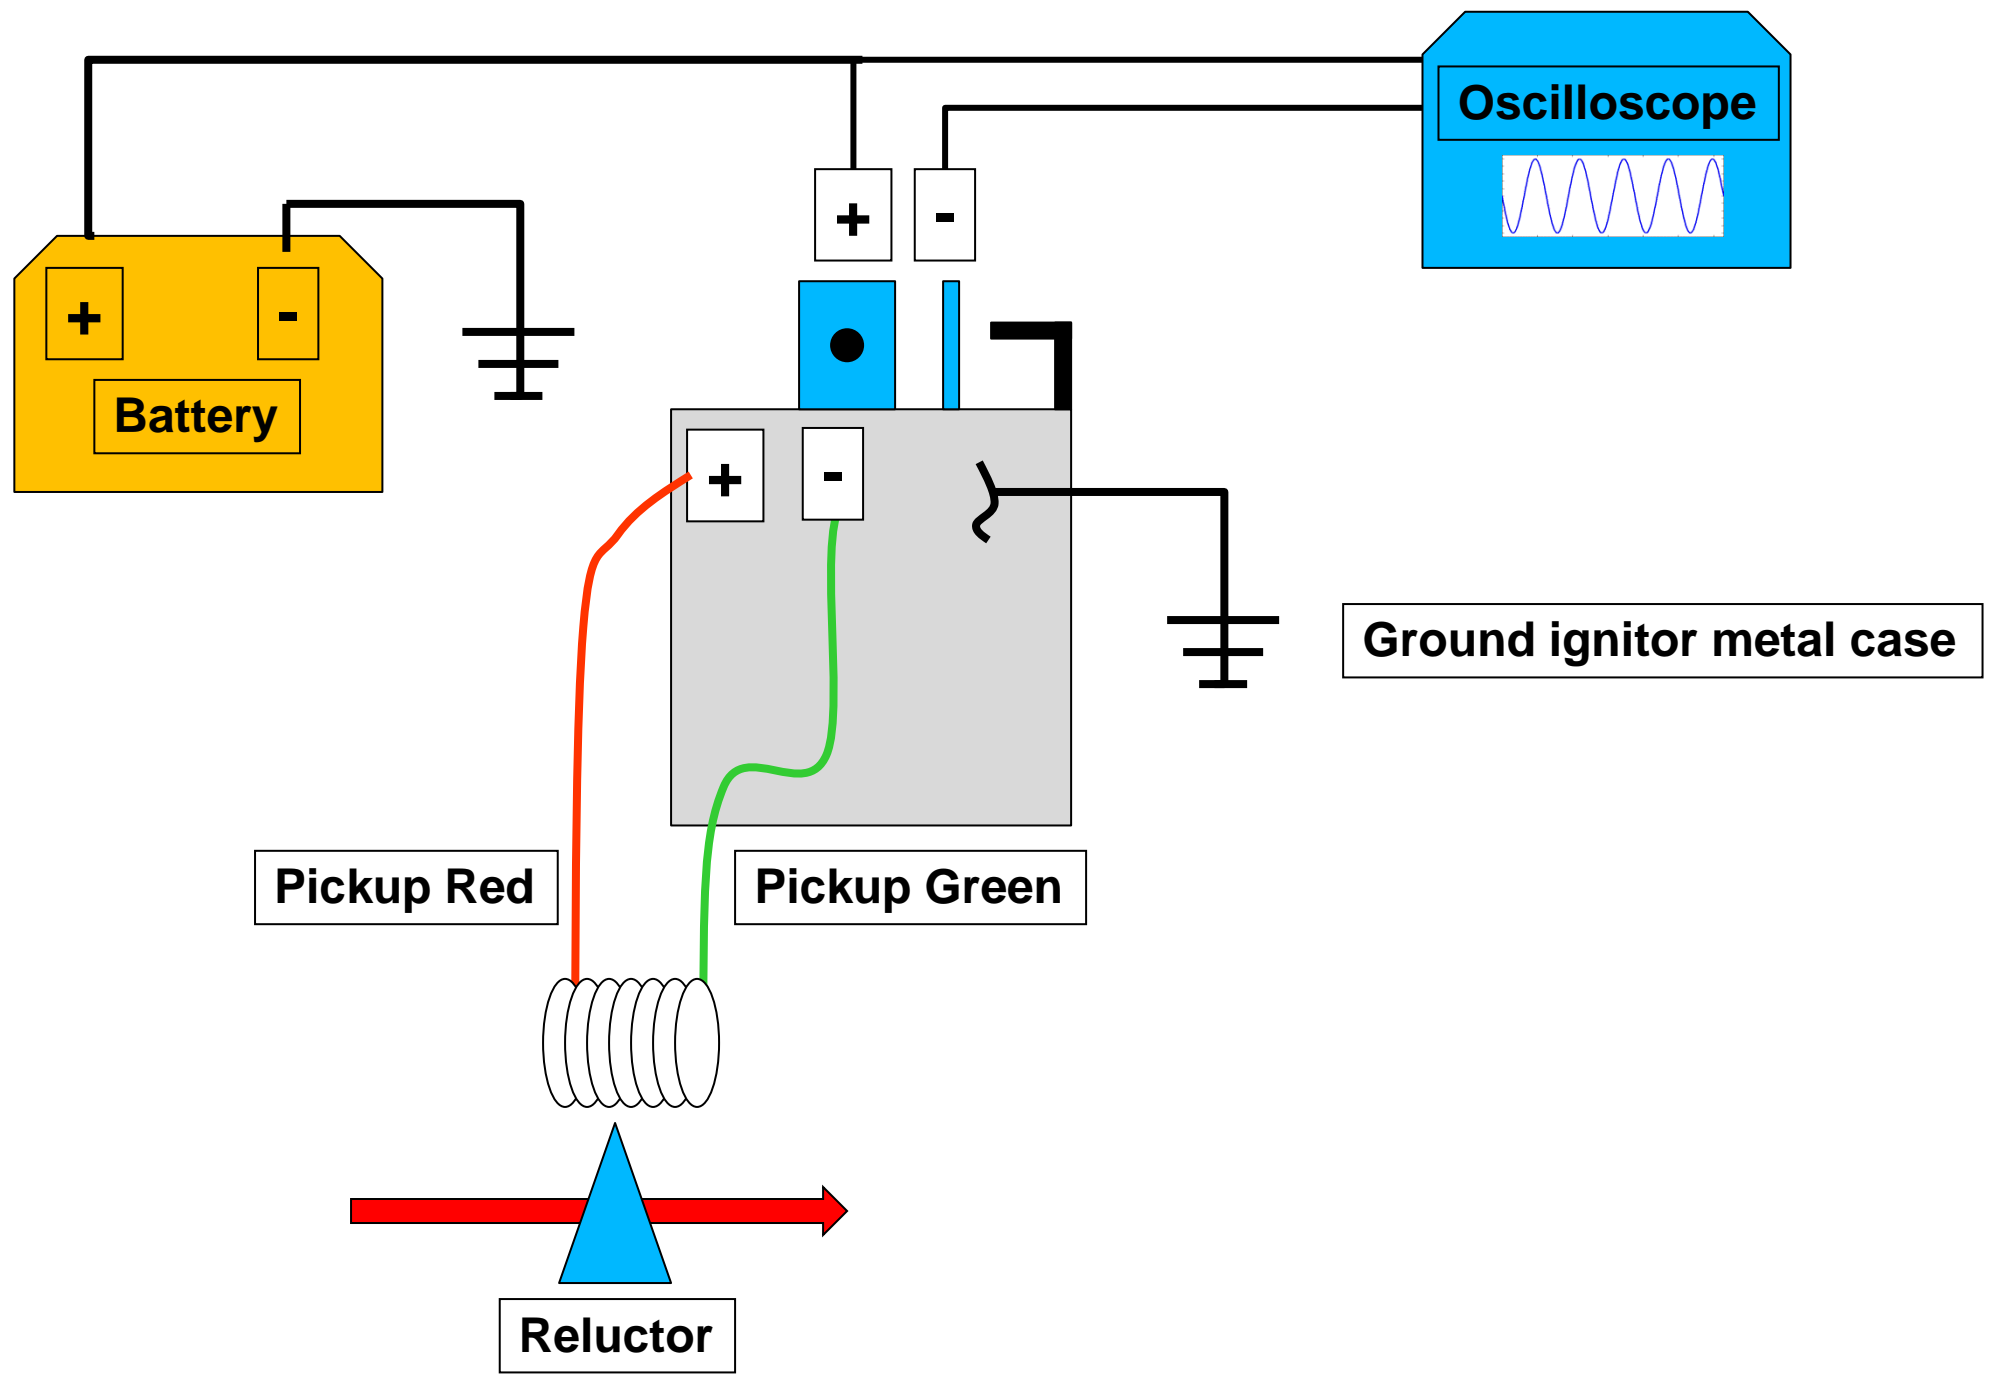 Oscilloscope
+ -
+ -
Battery
+ -
Ground ignitor metal case
Pickup Red
Pickup Green
Reluctor